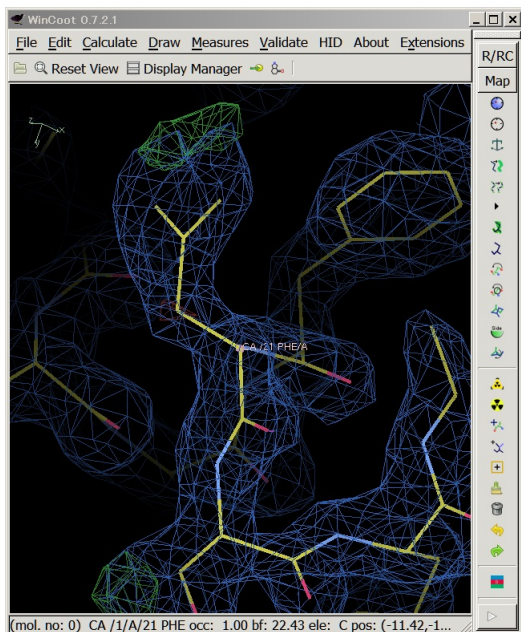 WinCoot 0.7.2.1
File Edit Calculate Draw Measures Validate HID About Extensions
Reset View Display Manager
R/RC
Map
Z
X
y
CA /21 PHE/A
Side
(mol. no: 0) CA /1/A/21 PHE occ: 1.00 bf: 22.43 ele: C pos: (-11.42,-1...